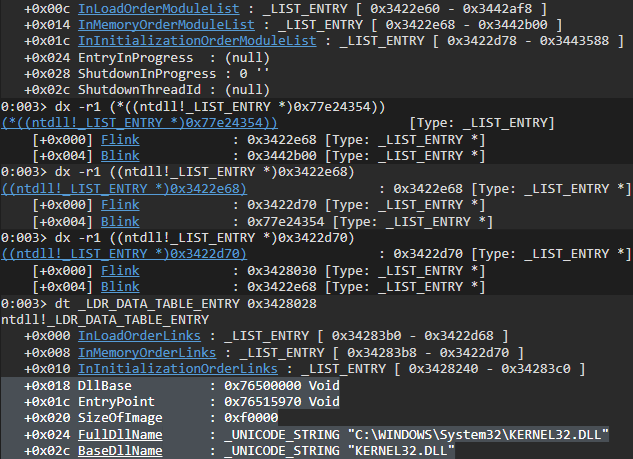 +0x00c InLoadOrderModuleList : _LIST_ENTRY [ 0x3422e60 - 0x3442af8 ]
+0x014 InMemoryOrderModuleList : _LIST_ENTRY [ 0x3422e68 - 0x3442b00 ]
+0x01c InInitializationOrderModuleList : _LIST_ENTRY [ 0x3422d78 - 0x3443588 ]
+0x024 EntryInProgress : (null)
+0x028 ShutdownInProgress : 0 ''
+0x02c ShutdownThreadId : (null)
0:003> dx -r1 (*((ntdll!_LIST_ENTRY *)0x77e24354))
(*((ntdll!_LIST_ENTRY *)0x77e24354)) [Type: _LIST_ENTRY]
[+0x000] Flink : 0x3422e68 [Type: _LIST_ENTRY *]
[+0x004] Blink : 0x3442b00 [Type: _LIST_ENTRY *]
0:003> dx -r1 ((ntdll!_LIST_ENTRY *)0x3422e68)
((ntdll!_LIST_ENTRY *)0x3422e68) : 0x3422e68 [Type: _LIST_ENTRY *]
[+0x000] Flink : 0x3422d70 [Type: _LIST_ENTRY *]
[+0x004] Blink : 0x77e24354 [Type: _LIST_ENTRY *]
0:003> dx -r1 ((ntdll!_LIST_ENTRY *)0x3422d70)
((ntdll!_LIST_ENTRY *)0x3422d70) : 0x3422d70 [Type: _LIST_ENTRY *]
[+0x000] Flink : 0x3428030 [Type: _LIST_ENTRY *]
[+0x004] Blink : 0x3422e68 [Type: _LIST_ENTRY *]
0:003> dt _LDR_DATA_TABLE_ENTRY 0x3428028
ntdll!_LDR_DATA_TABLE_ENTRY
+0x000 InLoadOrderLinks : _LIST_ENTRY [ 0x34283b0 - 0x3422d68 ]
+0x008 InMemoryOrderLinks : _LIST_ENTRY [ 0x34283b8 - 0x3422d70 ]
+0x010 InInitializationOrderLinks : _LIST_ENTRY [ 0x3428240 - 0x34283c0 ]
+0x018 DllBase : 0x76500000 Void
+0x01c EntryPoint : 0x76515970 Void
+0x020 SizeOfImage : 0xf0000
+0x024 FullDllName : _UNICODE_STRING "C:\WINDOWS\System32\KERNEL32.DLL"
+0x02c BaseDllName : _UNICODE_STRING "KERNEL32.DLL"